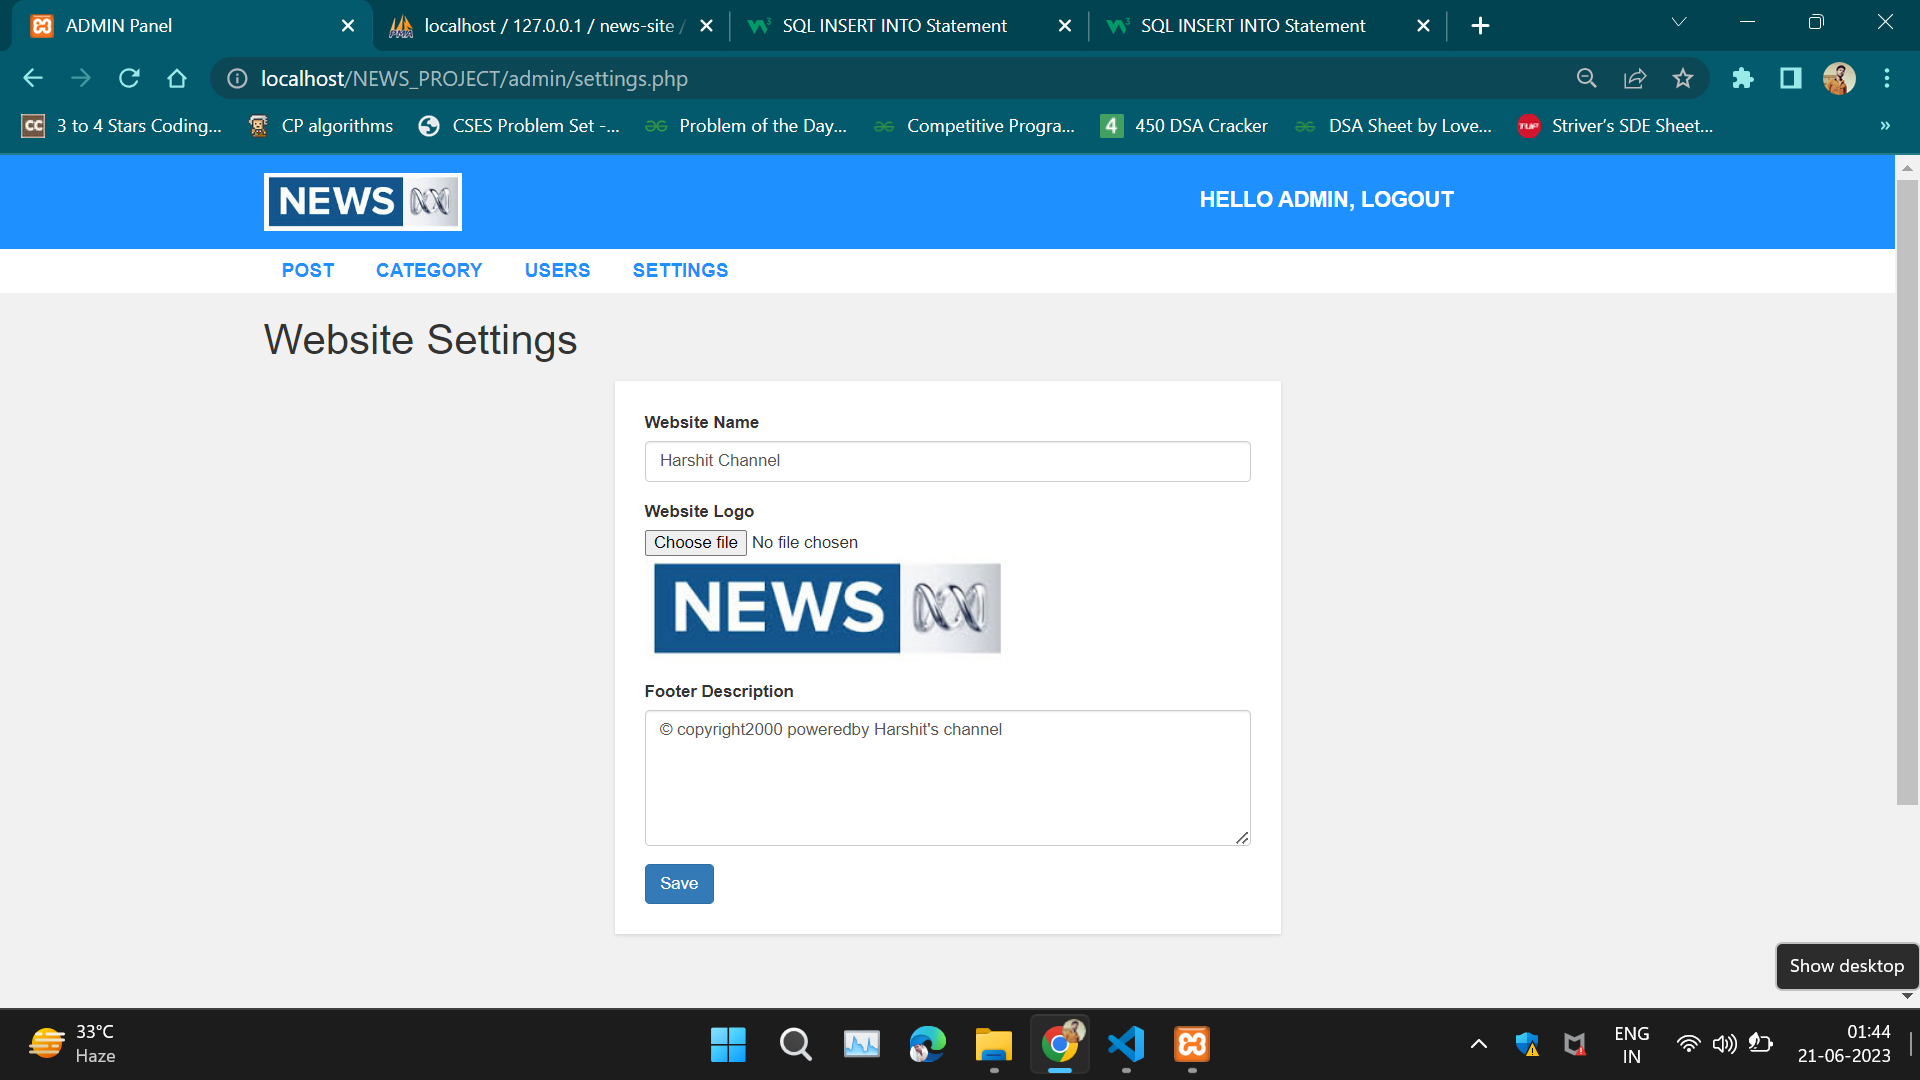 ADMIN Panel
localhost / 127.0.0.1 / news-site /
SQL INSERT INTO Statement
SQL INSERT INTO Statement
localhost/NEWS_PROJECT/admin/settings.php
CC 3 to 4 Stars Coding...
CP algorithms
CSES Problem Set -...
Problem of the Day...
Competitive Progra...
4 450 DSA Cracker
DSA Sheet by Love...
TUF Striver's SDE Sheet...
»
NEWS
HELLO ADMIN, LOGOUT
POST CATEGORY USERS SETTINGS
Website Settings
Website Name
Harshit Channel
Website Logo
Choose file No file chosen
NEWS
Footer Description
© copyright2000 poweredby Harshit's channel
Save
Show desktop
33°C
Haze
ENG
IN
01:44
21-06-2023